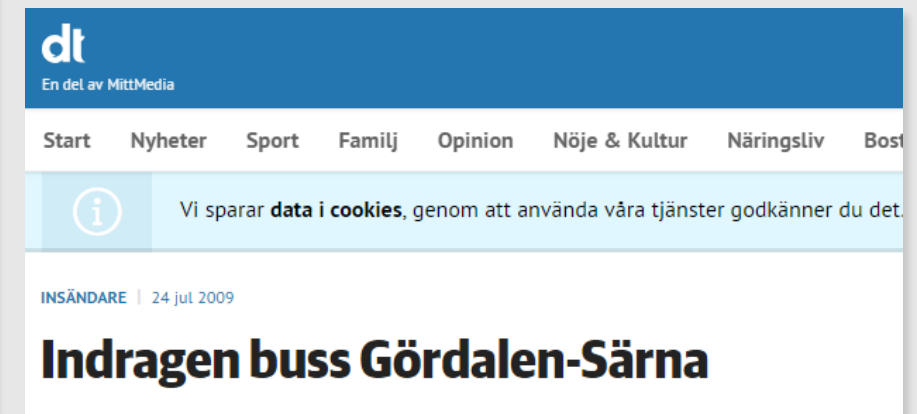 dt
En del av MittMedia
Start Nyheter Sport Familj Opinion Nöje & Kultur Näringsliv Bost
Vi sparar data i cookies, genom att använda våra tjänster godkänner du det.
INSÄNDARE | 24 jul 2009
Indragen buss Gördalen-Särna